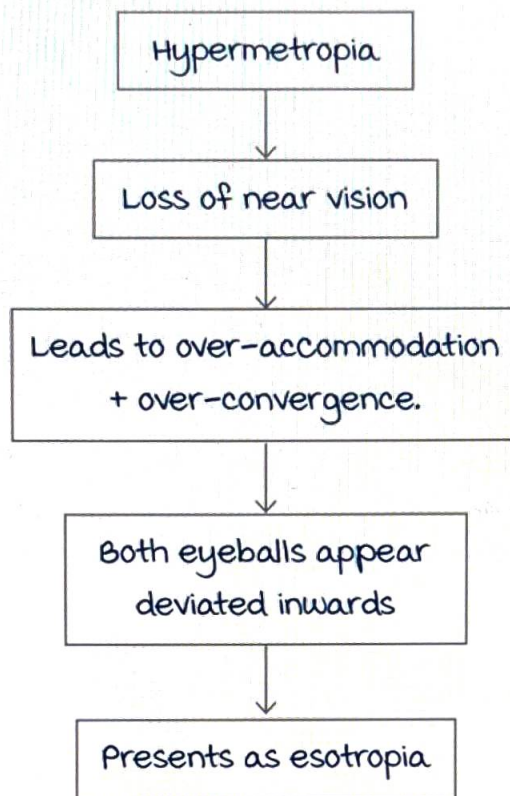 Hypermetropia
Loss of near vision
Leads to over-accommodation
+ over-convergence.
Both eyeballs appear
deviated inwards
Presents as esotropia